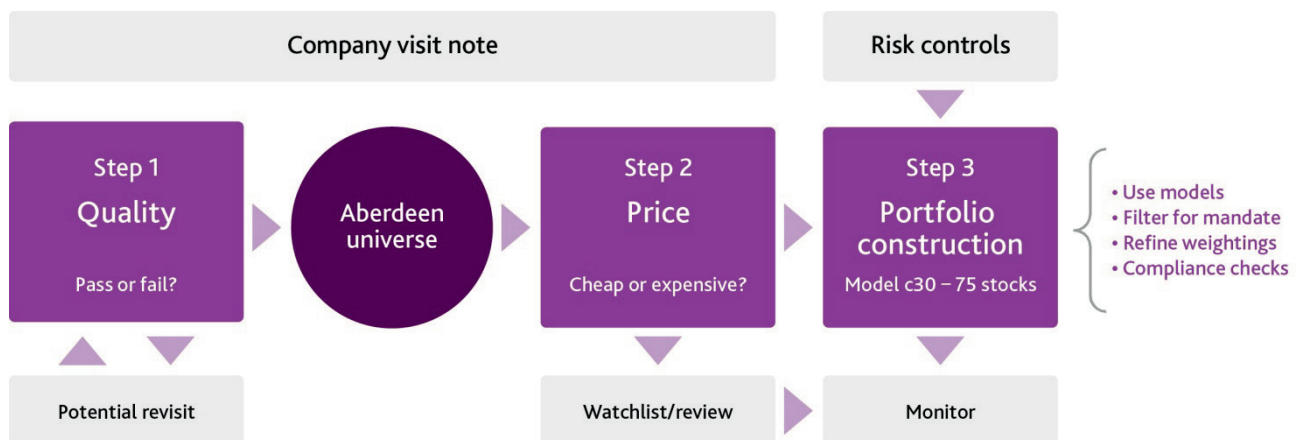 Company visit note
Risk controls
Step 1
Quality
Pass or fail?
Aberdeen
universe
Step 2
Price
Cheap or expensive?
Step 3
Portfolio
construction
Model c30 – 75 stocks
• Use models
• Filter for mandate
• Refine weightings
• Compliance checks
Potential revisit
Watchlist/review
Monitor